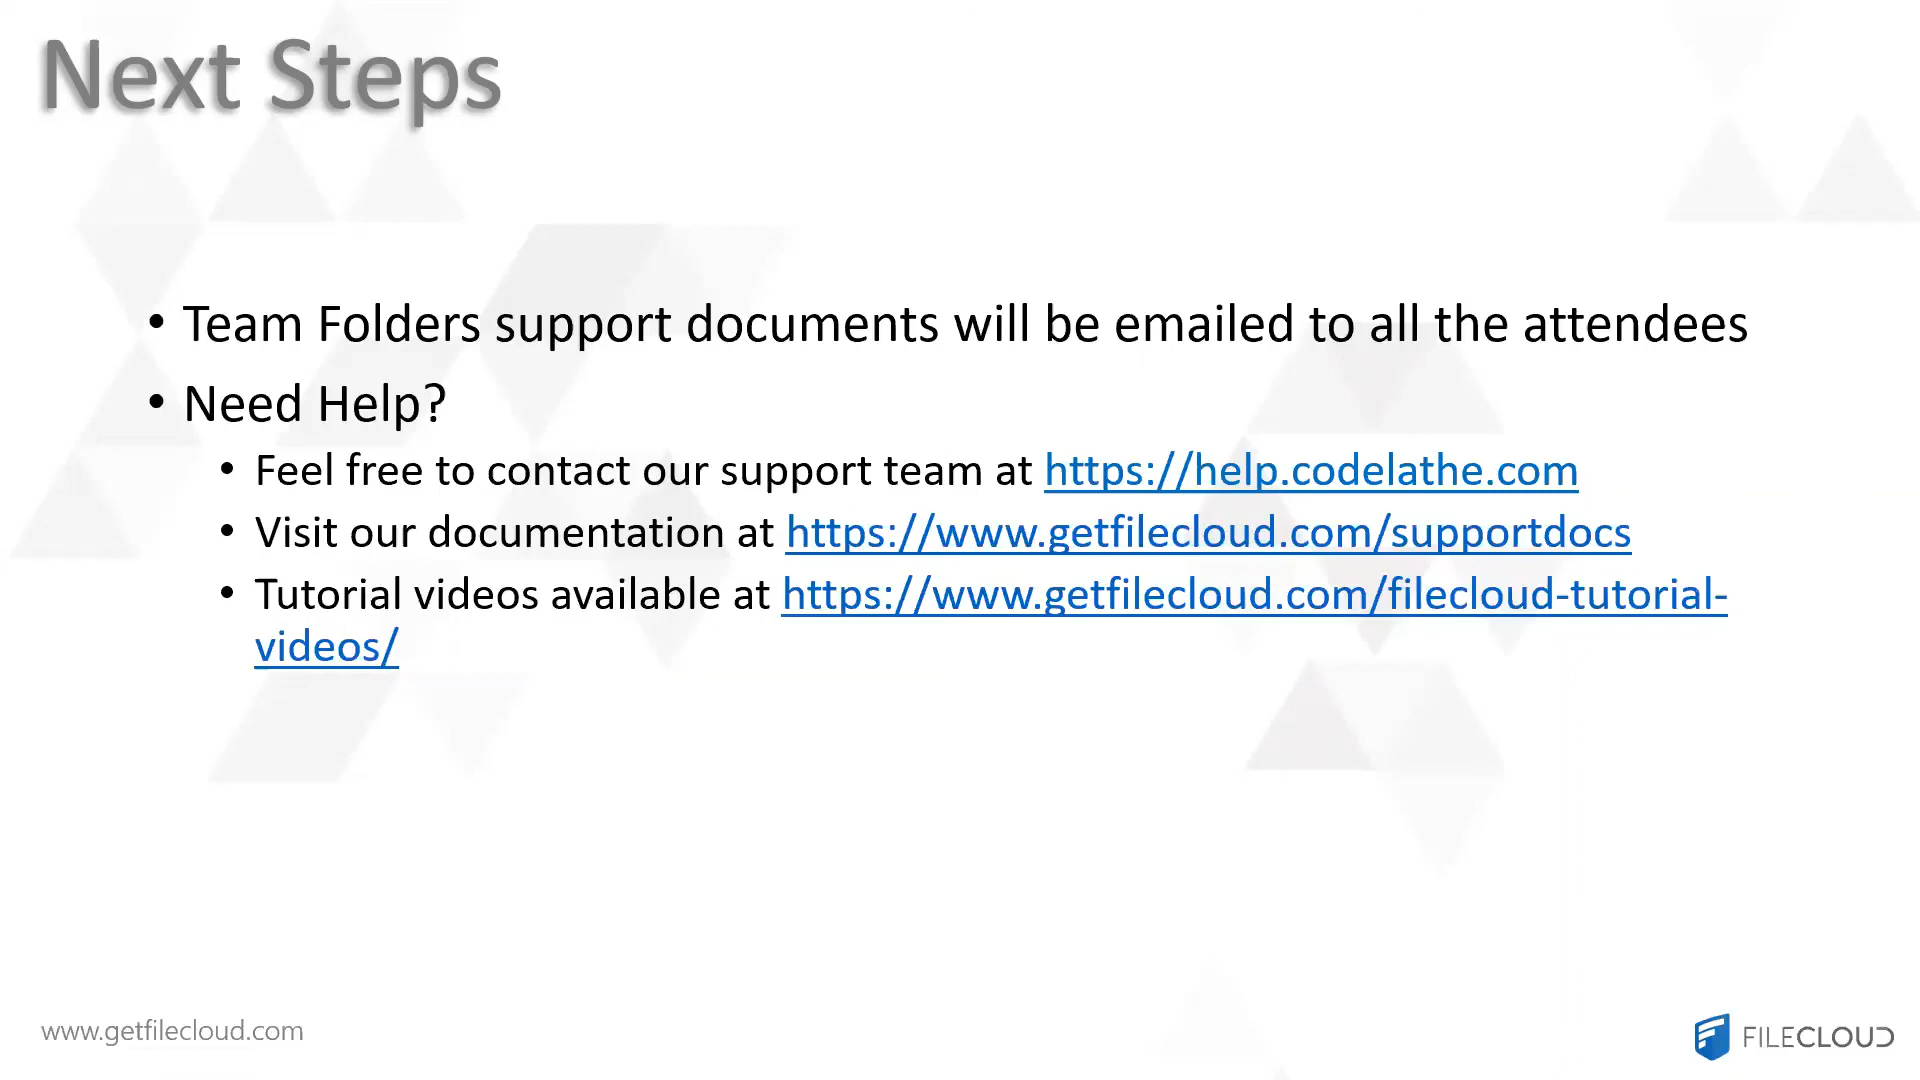 Next Steps
• Team Folders support documents will be emailed to all the attendees
• Need Help?
• Feel free to contact our support team at https://help.codelathe.com
• Visit our documentation at https://www.getfilecloud.com/supportdocs
• Tutorial videos available at https://www.getfilecloud.com/filecloud-tutorial-
videos/
www.getfilecloud.com
FILECLOUD